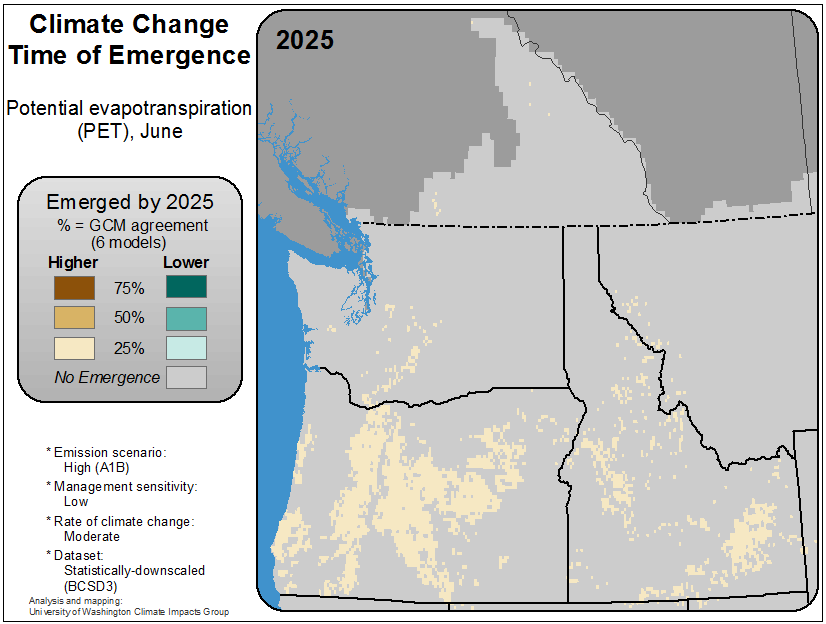 Climate Change
Time of Emergence
Potential evapotranspiration
(PET), June
2025
Emerged by 2025
% = GCM agreement
(6 models)
Higher Lower
75%
50%
25%
No Emergence
* Emission scenario:
High (A1B)
* Management sensitivity:
Low
* Rate of climate change:
Moderate
* Dataset:
Statistically-downscaled
(BCSD3)
Analysis and mapping:
University of Washington Climate Impacts Group